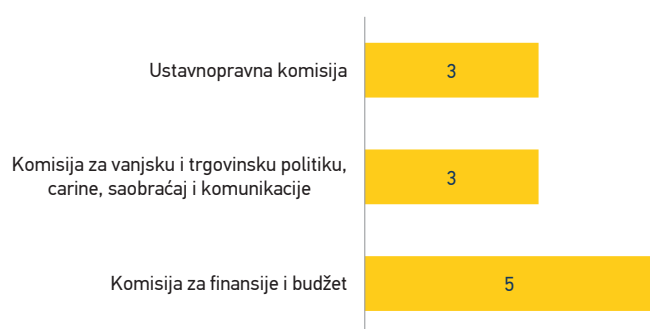 Ustavnopravna komisija
3
Komisija za vanjsku i trgovinsku politiku,
carine, saobraćaj i komunikacije
3
Komisija za finansije i budžet
5